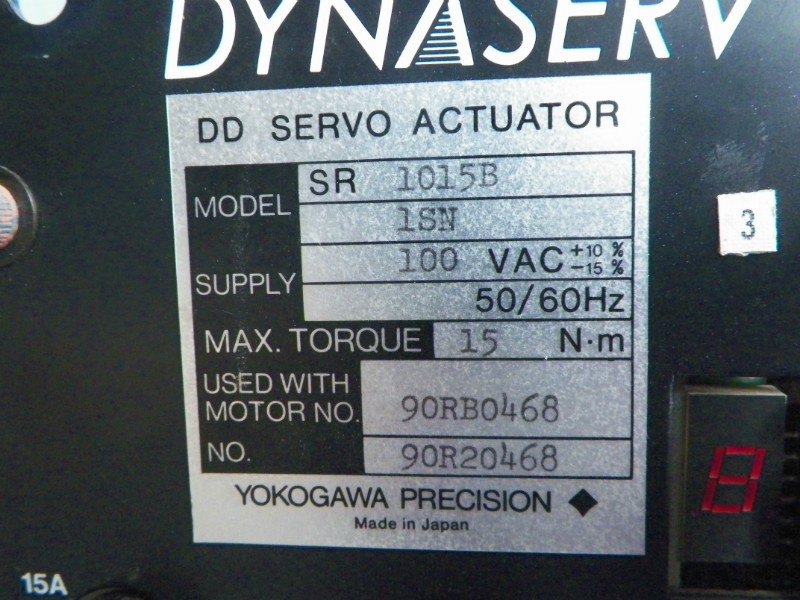 DYNASERV
DD SERVO ACTUATOR
MODEL SR 1015B
1SN
SUPPLY 100 VAC +10 % -15 %
50/60Hz
MAX. TORQUE 15 N·m
USED WITH
MOTOR NO. 90RB0468
NO. 90R20468
YOKOGAWA PRECISION ◆
Made in Japan
3
8
15A